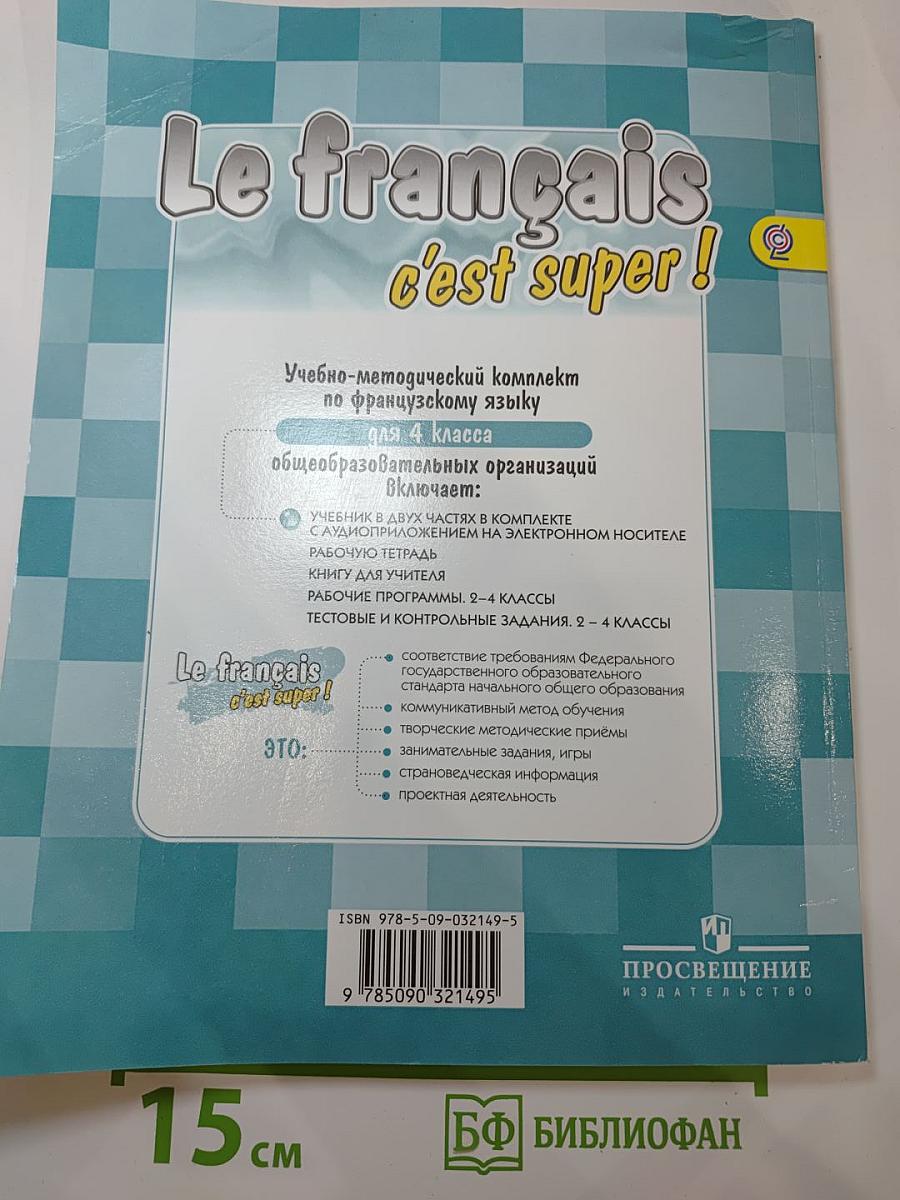 Le français
c'est super !
Учебно-методический комплект
по французскому языку
для 4 класса
общеобразовательных организаций
включает:
УЧЕБНИК В ДВУХ ЧАСТЯХ В КОМПЛЕКТЕ
С АУДИОПРИЛОЖЕНИЕМ НА ЭЛЕКТРОННОМ НОСИТЕЛЕ
РАБОЧУЮ ТЕТРАДЬ
КНИГУ ДЛЯ УЧИТЕЛЯ
РАБОЧИЕ ПРОГРАММЫ. 2–4 КЛАССЫ
ТЕСТОВЫЕ И КОНТРОЛЬНЫЕ ЗАДАНИЯ. 2 – 4 КЛАССЫ
Le français
c'est super !
ЭТО:
соответствие требованиям Федерального
государственного образовательного
стандарта начального общего образования
коммуникативный метод обучения
творческие методические приёмы
занимательные задания, игры
страноведческая информация
проектная деятельность
ISBN 978-5-09-032149-5
9 785090 321495
ПРОСВЕЩЕНИЕ
ИЗДАТЕЛЬСТВО
15 см
БФ БИБЛИОФАН